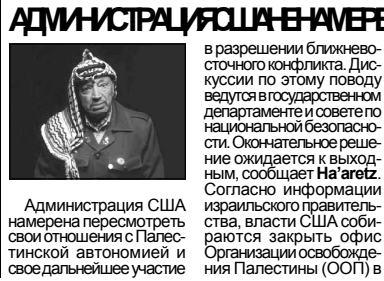 АДМИНИСТРАЦИЯ США НЕ НАМЕРЕ
Администрация США
намерена пересмотреть
свои отношения с Палес-
тинской автономией и
свое дальнейшее участие
в разрешении ближнево-
сточного конфликта. Дис-
куссии по этому поводу
ведутся в государственном
департаменте и совете по
национальной безопасно-
сти. Окончательное реше-
ние ожидается к выход-
ным, сообщает Ha'aretz.
Согласно информации
израильского правитель-
ства, власти США соби-
раются закрыть офис
Организации освобожде-
ния Палестины (ООП) в